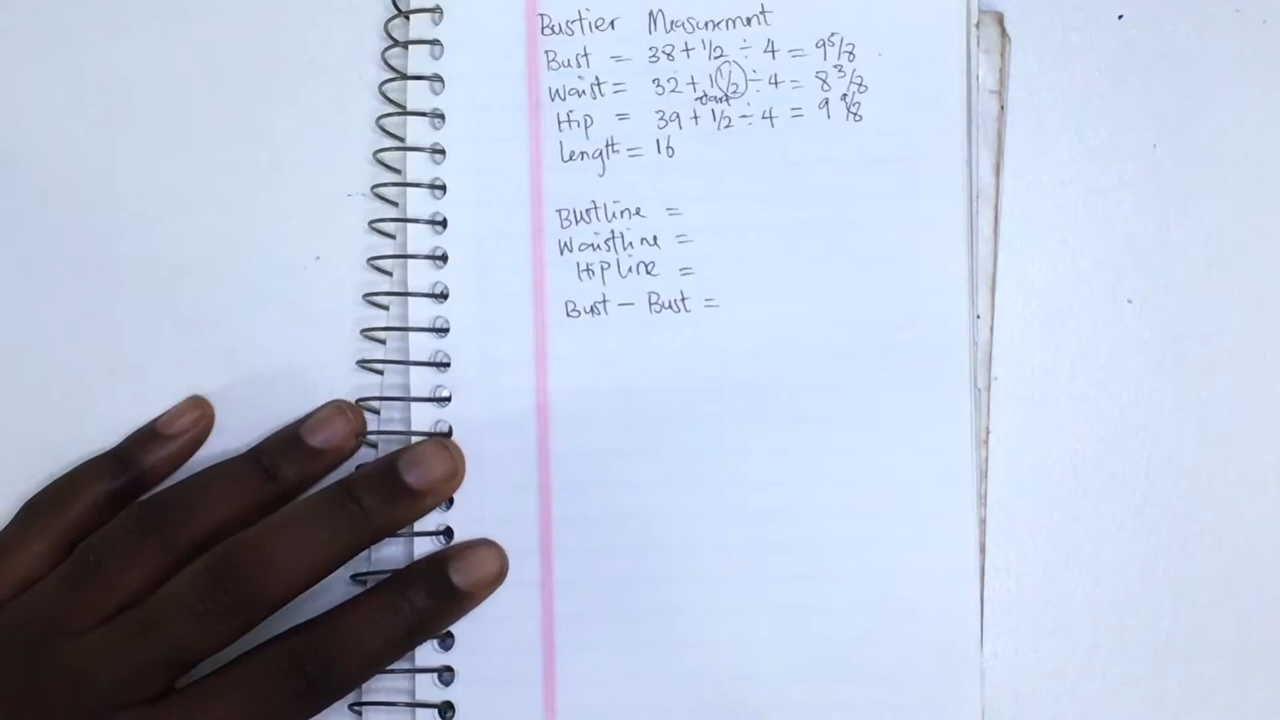 Bustier Measurement
Bust = 38 + 1/2 ÷ 4 = 9 5/8
Waist = 32 + 1 1/2 ÷ 4 = 8 3/8
dart
Hip = 39 + 1/2 ÷ 4 = 9
length = 16
Bustline =
Waistline =
Hipline =
Bust - Bust =